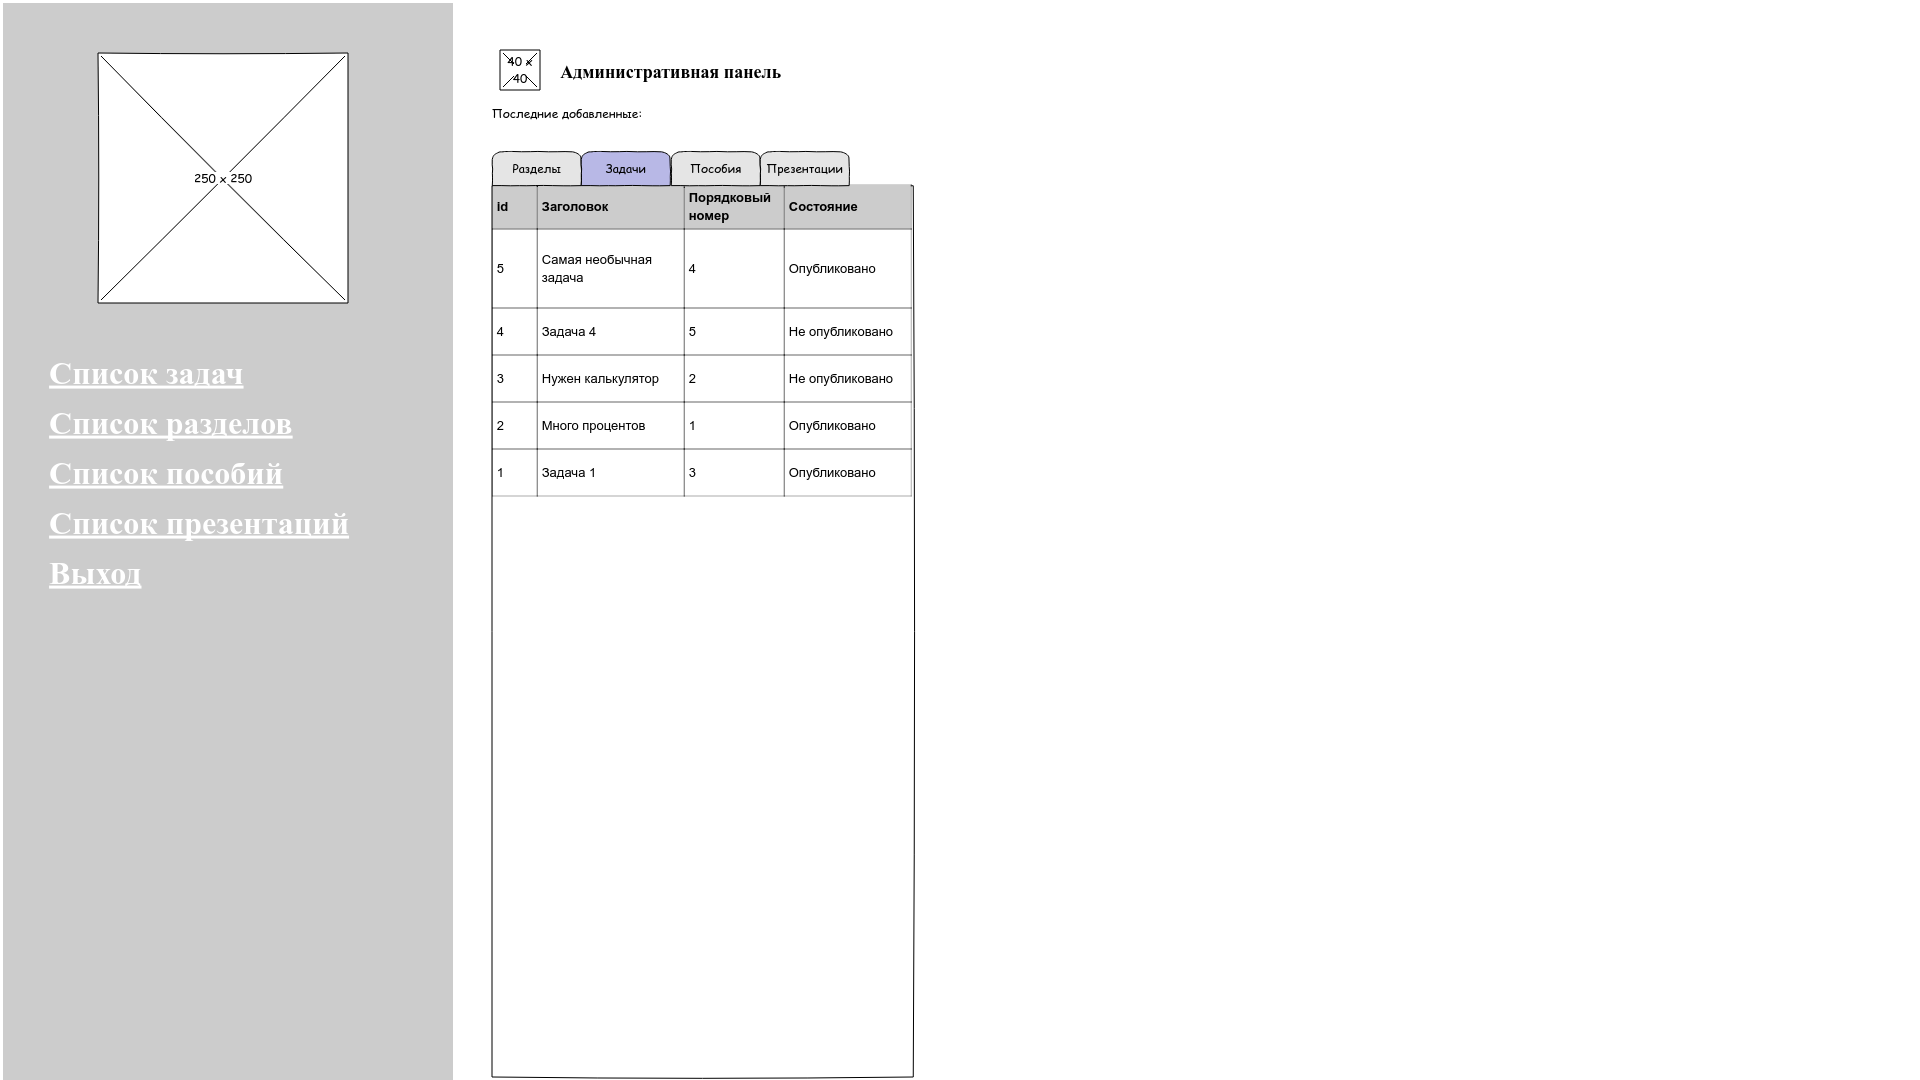 250 x 250
Список задач
Список разделов
Список пособий
Список презентаций
Выход
40 x
40
Административная панель
Последние добавленные:
Разделы Задачи Пособия Презентации
id Заголовок Порядковый номер Состояние
5 Самая необычная задача 4 Опубликовано
4 Задача 4 5 Не опубликовано
3 Нужен калькулятор 2 Не опубликовано
2 Много процентов 1 Опубликовано
1 Задача 1 3 Опубликовано